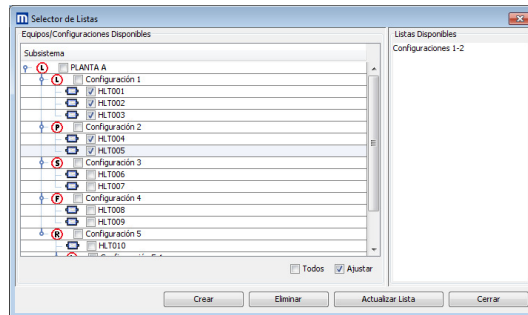 Selector de Listas
Equipos/Configuraciones Disponibles
Subsistema
L PLANTA A
L Configuración 1
HLT001
HLT002
HLT003
P Configuración 2
HLT004
HLT005
S Configuración 3
HLT006
HLT007
F Configuración 4
HLT008
HLT009
R Configuración 5
HLT010
Todos Ajustar
Listas Disponibles
Configuraciones 1-2
Crear Eliminar Actualizar Lista Cerrar